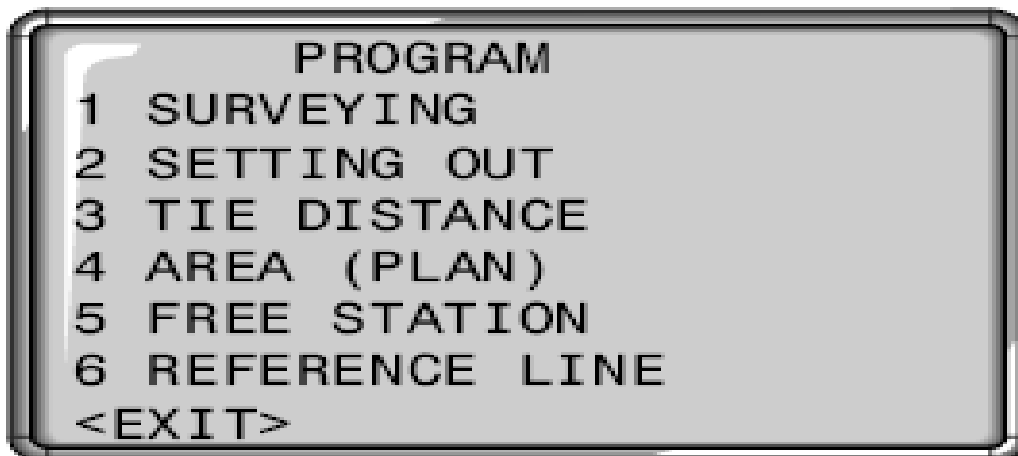 PROGRAM
1 SURVEYING
2 SETTING OUT
3 TIE DISTANCE
4 AREA (PLAN)
5 FREE STATION
6 REFERENCE LINE
<EXIT>